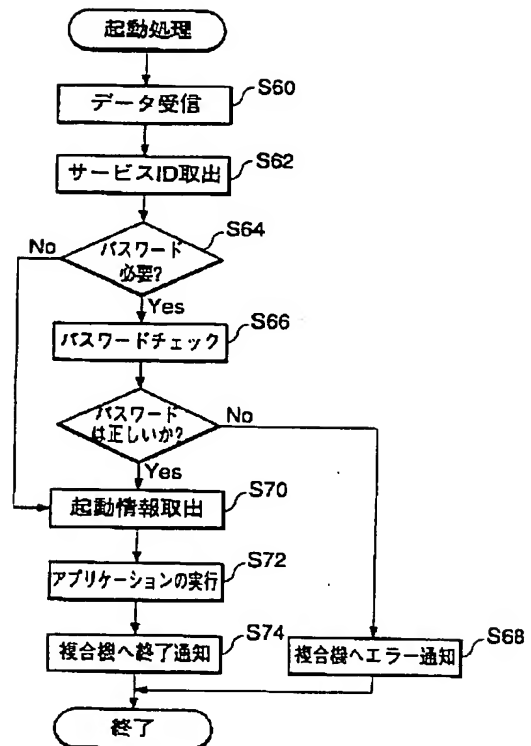 起動処理
データ受信
S60
サービスID取出
S62
パスワード
必要?
S64
No
Yes
パスワードチェック
S66
パスワード
は正しいか?
No
Yes
起動情報取出
S70
アプリケーションの実行
S72
複合機へ終了通知
S74
複合機へエラー通知
S68
終了